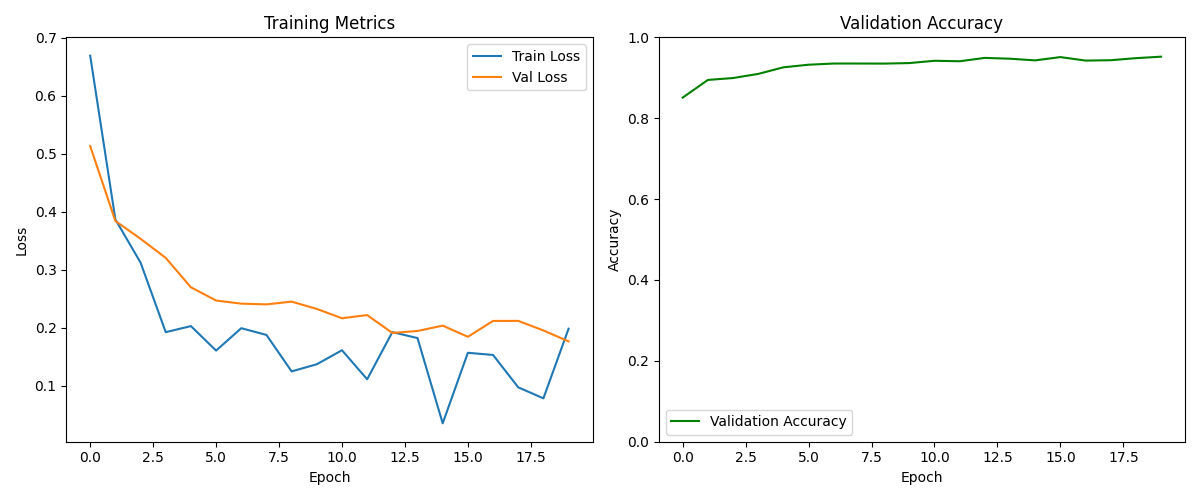 Training Metrics
0.7
0.6
0.5
0.4
0.3
0.2
0.1
Loss
Train Loss
Val Loss
0.0 2.5 5.0 7.5 10.0 12.5 15.0 17.5
Epoch
Validation Accuracy
1.0
0.8
0.6
0.4
0.2
0.0
Accuracy
Validation Accuracy
0.0 2.5 5.0 7.5 10.0 12.5 15.0 17.5
Epoch